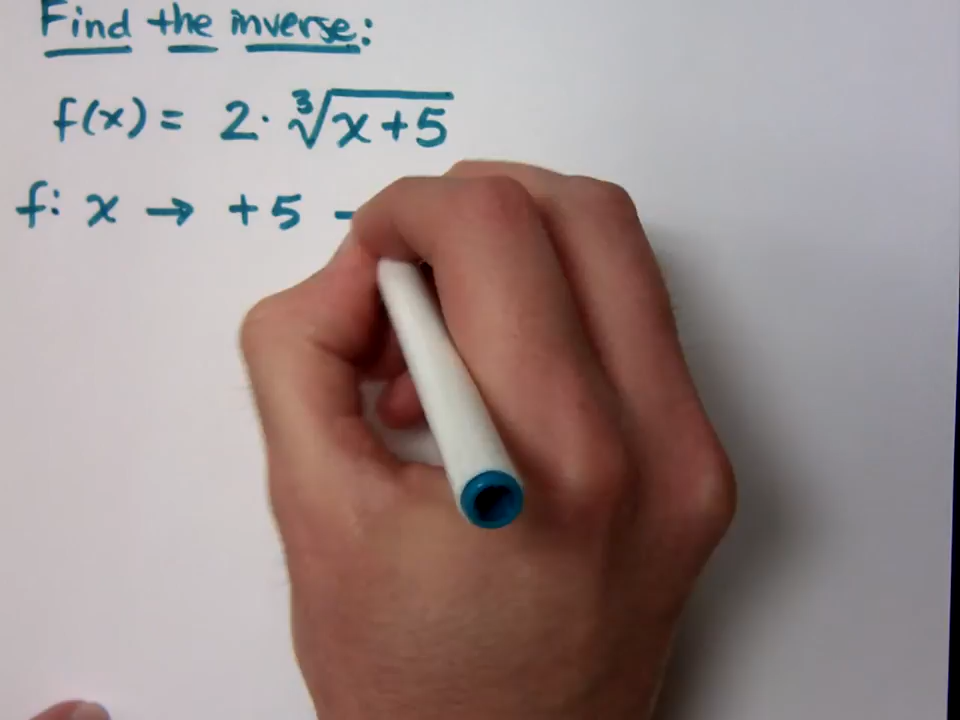 Find the inverse:
f(x) = 2 · ∛(x+5)
f: x → +5 -